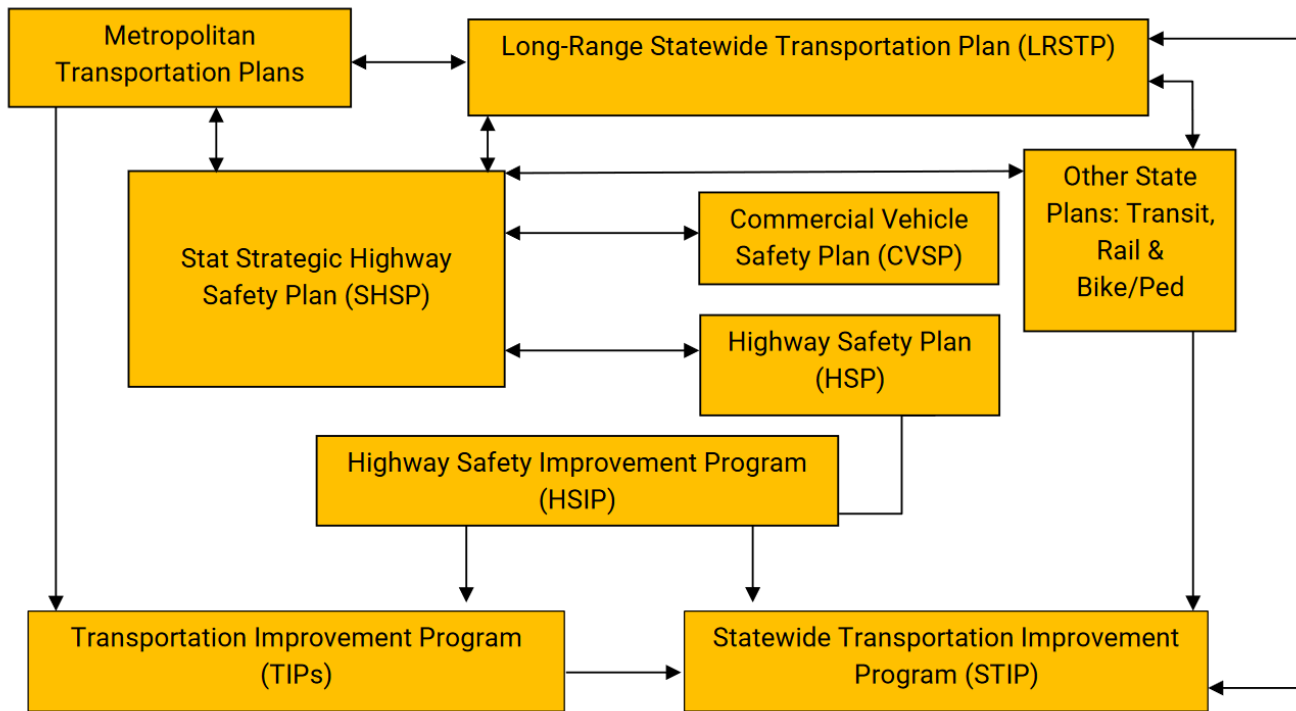 Metropolitan
Transportation Plans
Long-Range Statewide Transportation Plan (LRSTP)
Stat Strategic Highway
Safety Plan (SHSP)
Commercial Vehicle
Safety Plan (CVSP)
Other State
Plans: Transit,
Rail &
Bike/Ped
Highway Safety Plan
(HSP)
Highway Safety Improvement Program
(HSIP)
Transportation Improvement Program
(TIPs)
Statewide Transportation Improvement
Program (STIP)